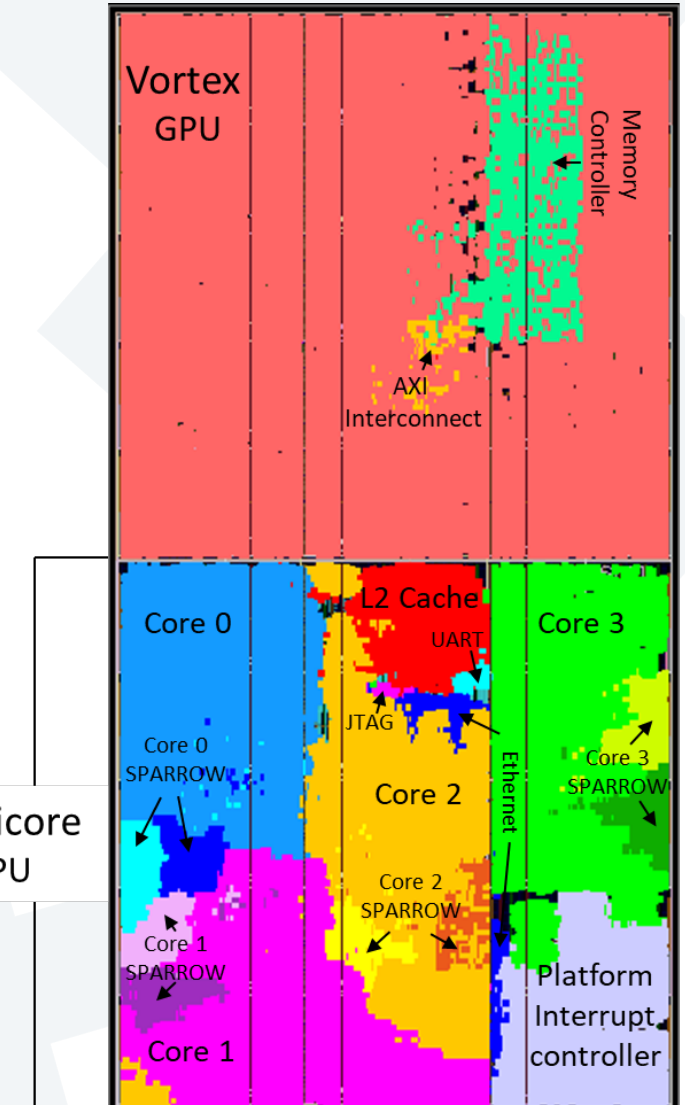 Vortex
GPU
Memory
Controller
AXI
Interconnect
Core 0
L2 Cache
Core 3
UART
JTAG
Core 0
SPARROW
Ethernet
Core 3
SPARROW
Core 2
icore
PU
Core 2
SPARROW
Core 1
SPARROW
Platform
Interrupt
controller
Core 1